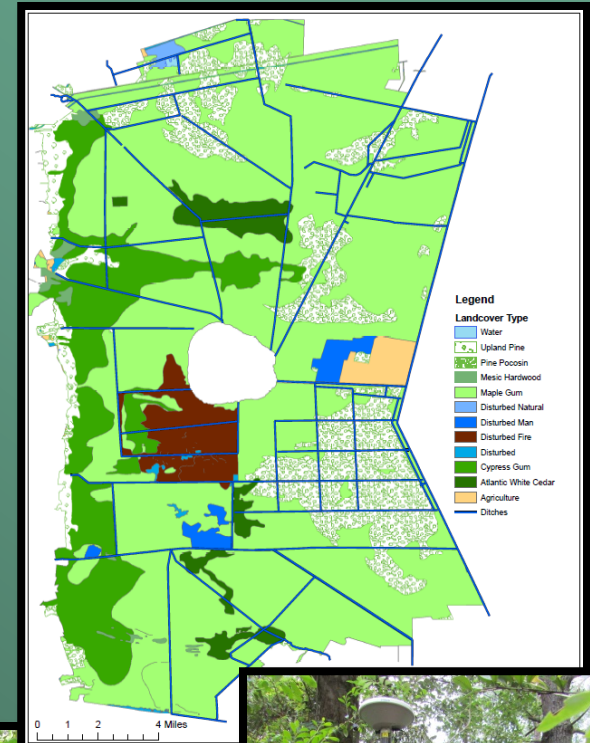 Legend
Landcover Type
Water
Upland Pine
Pine Pocosin
Mesic Hardwood
Maple Gum
Disturbed Natural
Disturbed Man
Disturbed Fire
Disturbed
Cypress Gum
Atlantic White Cedar
Agriculture
Ditches
0 1 2 4 Miles